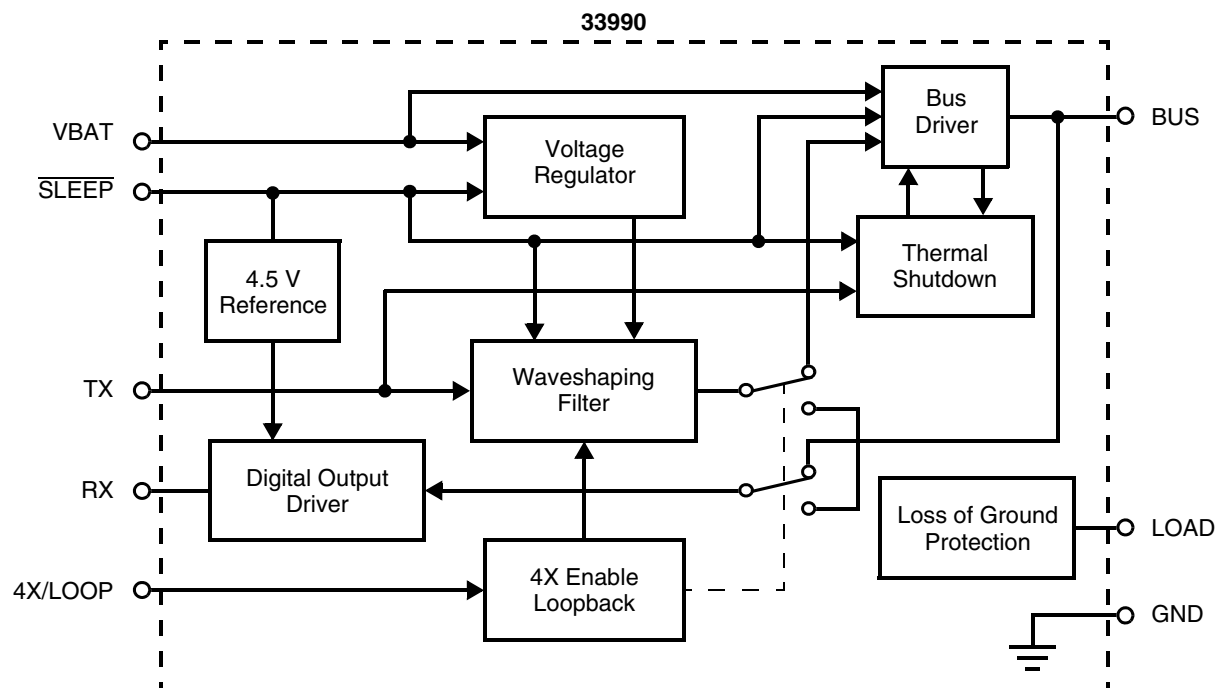 33990
VBAT
SLEEP
TX
RX
4X/LOOP
Voltage
Regulator
4.5 V
Reference
Waveshaping
Filter
Digital Output
Driver
4X Enable
Loopback
Bus
Driver
Thermal
Shutdown
Loss of Ground
Protection
BUS
LOAD
GND